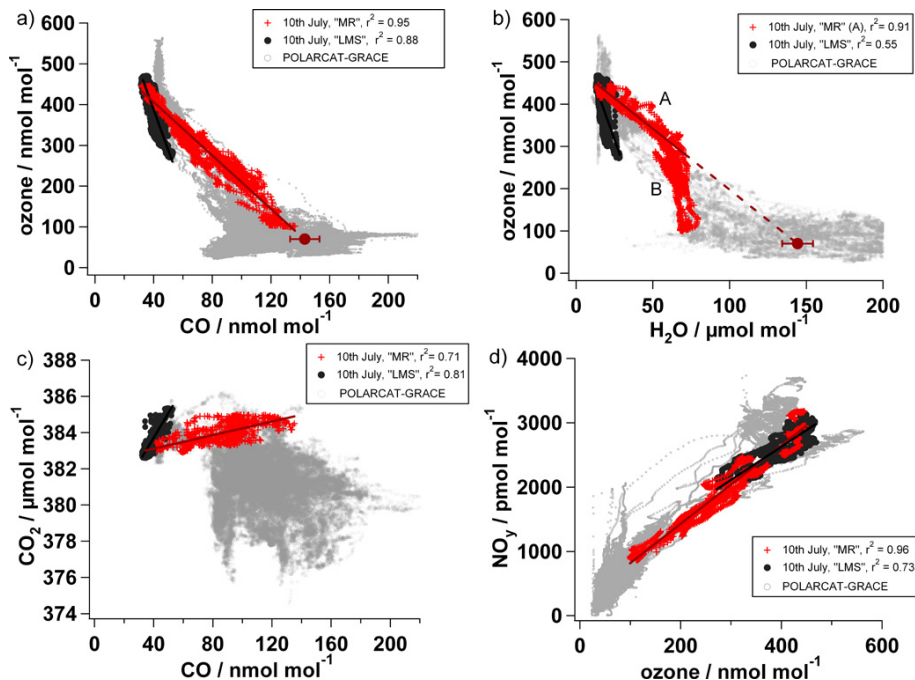 a)
ozone / nmol mol⁻¹
600
500
400
300
200
100
0
10th July, "MR" r² = 0.95
10th July, "LMS", r² = 0.88
POLARCAT-GRACE
0 40 80 120 160 200
CO / nmol mol⁻¹
b)
ozone / nmol mol⁻¹
600
500
400
300
200
100
0
10th July, "MR" (A), r² = 0.91
10th July, "LMS", r² = 0.55
POLARCAT-GRACE
A
B
0 50 100 150 200
H₂O / µmol mol⁻¹
c)
CO₂ / µmol mol⁻¹
388
386
384
382
380
378
376
374
10th July, "MR", r² = 0.71
10th July, "LMS", r² = 0.81
POLARCAT-GRACE
0 40 80 120 160 200
CO / nmol mol⁻¹
d)
NOy / pmol mol⁻¹
4000
3000
2000
1000
0
10th July, "MR", r² = 0.96
10th July, "LMS", r² = 0.73
POLARCAT-GRACE
0 200 400 600
ozone / nmol mol⁻¹